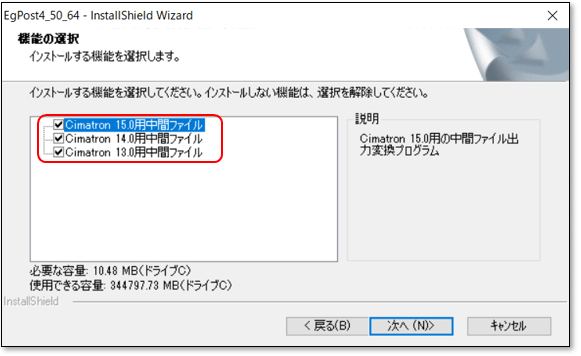 EgPost4_50_64 - InstallShield Wizard
機能の選択
インストールする機能を選択します。
インストールする機能を選択してください。インストールしない機能は、選択を解除してください。
Cimatron 15.0用中間ファイル
Cimatron 14.0用中間ファイル
Cimatron 13.0用中間ファイル
説明
Cimatron 15.0用の中間ファイル出
力変換プログラム
必要な容量: 10.48 MB(ドライブC)
使用できる容量: 344797.73 MB(ドライブC)
InstallShield
< 戻る(B)
次へ (N)>
キャンセル